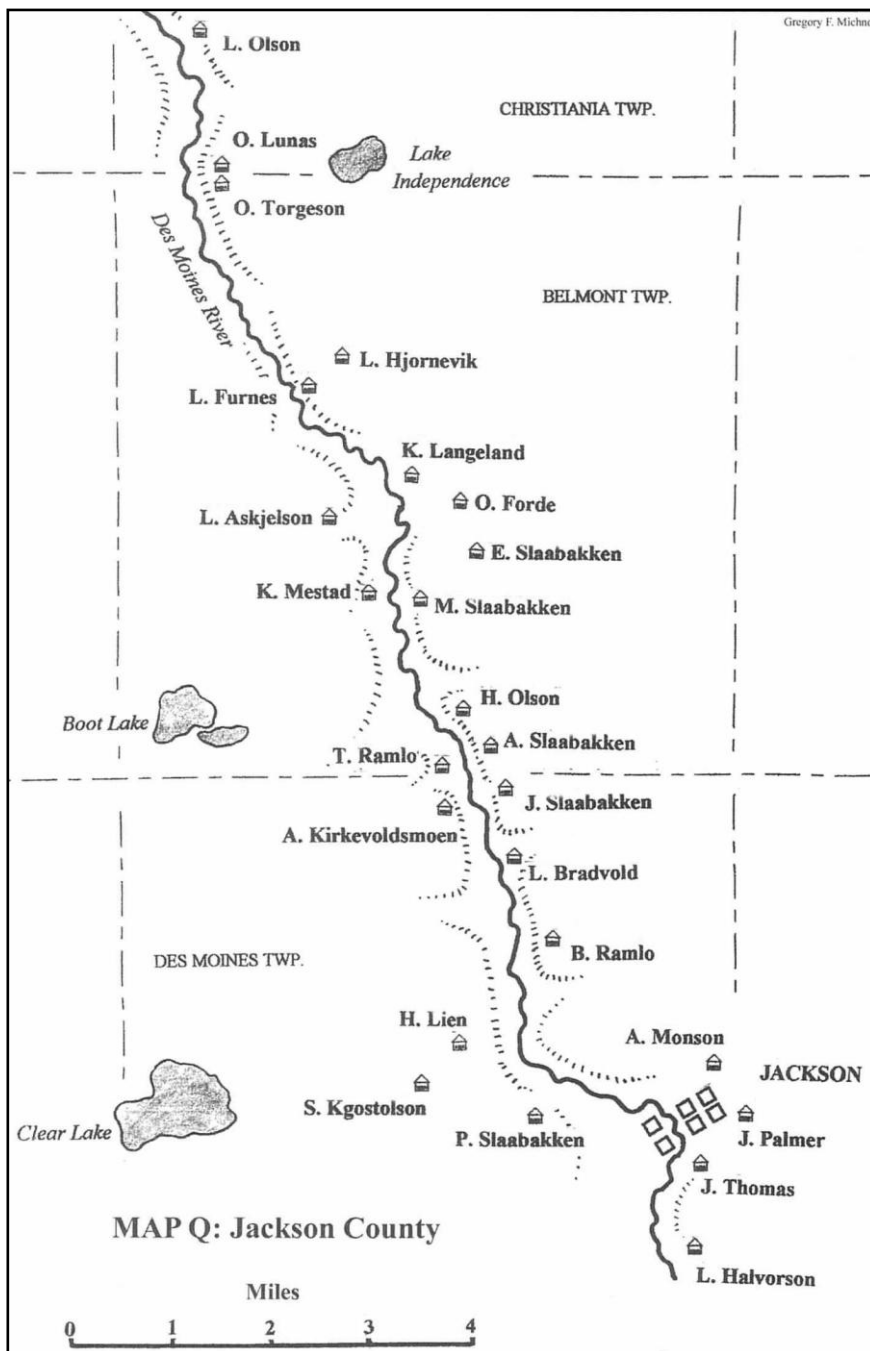 Gregory F. Michno
L. Olson
CHRISTIANIA TWP.
O. Lunas
Lake
Independence
O. Torgeson
Des Moines River
BELMONT TWP.
L. Hjornevik
L. Furnes
K. Langeland
O. Forde
L. Askjelson
E. Slaabakken
K. Mestad
M. Slaabakken
H. Olson
Boot Lake
A. Slaabakken
T. Ramlo
J. Slaabakken
A. Kirkevoldsmoen
L. Bradvold
B. Ramlo
DES MOINES TWP.
H. Lien
A. Monson
JACKSON
S. Kgostolson
Clear Lake
P. Slaabakken
J. Palmer
J. Thomas
MAP Q: Jackson County
L. Halvorson
Miles
0 1 2 3 4